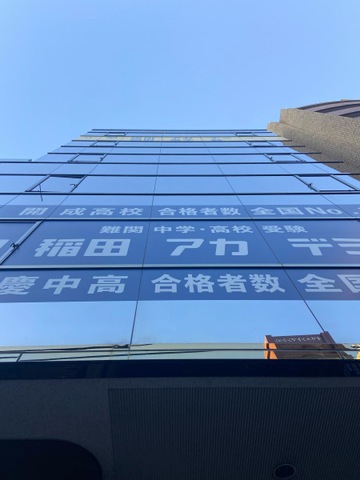 開成高校 合格者数 全国No
難関 中学・高校 受験
稲田 アカ デ
慶中高 合格者数 全国